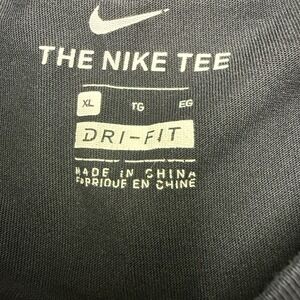 THE NIKE TEE
XL TG EG
DRI-FIT
MADE IN CHINA
FABRIQUE EN CHINE